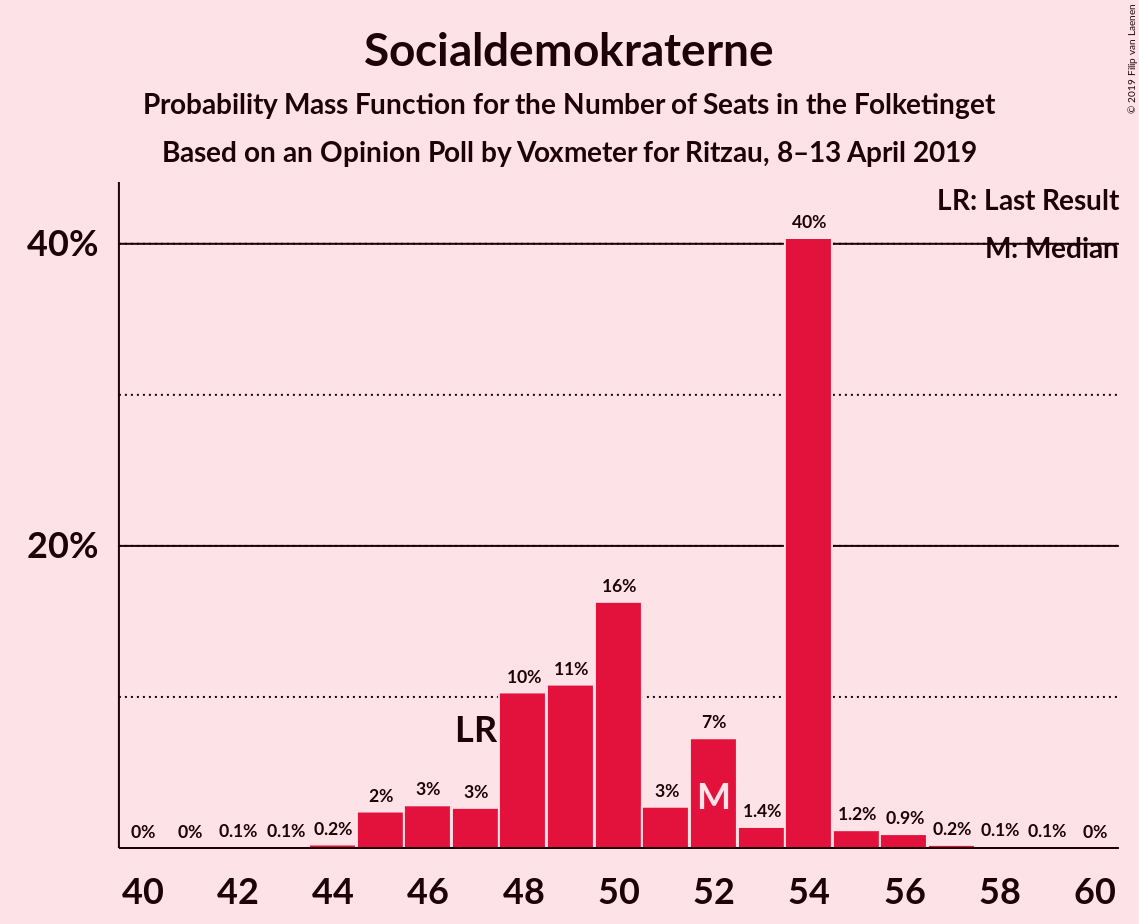 Socialdemokraterne
Probability Mass Function for the Number of Seats in the Folketinget
Based on an Opinion Poll by Voxmeter for Ritzau, 8–13 April 2019
© 2019 Filip van Laenen
LR: Last Result
M: Median
40%
20%
0% 0% 0.1% 0.1% 0.2% 2% 3% 3% 10% 11% 16% 3% 7% 1.4% 40% 1.2% 0.9% 0.2% 0.1% 0.1% 0%
LR
M
40 42 44 46 48 50 52 54 56 58 60